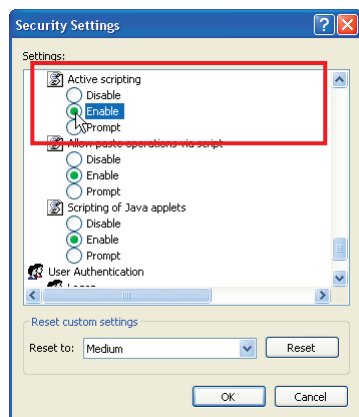 Security Settings
Settings:
Active scripting
Disable
Enable
Prompt
Allow paste operations via script
Disable
Enable
Prompt
Scripting of Java applets
Disable
Enable
Prompt
User Authentication
Logon
Reset custom settings
Reset to: Medium Reset
OK Cancel